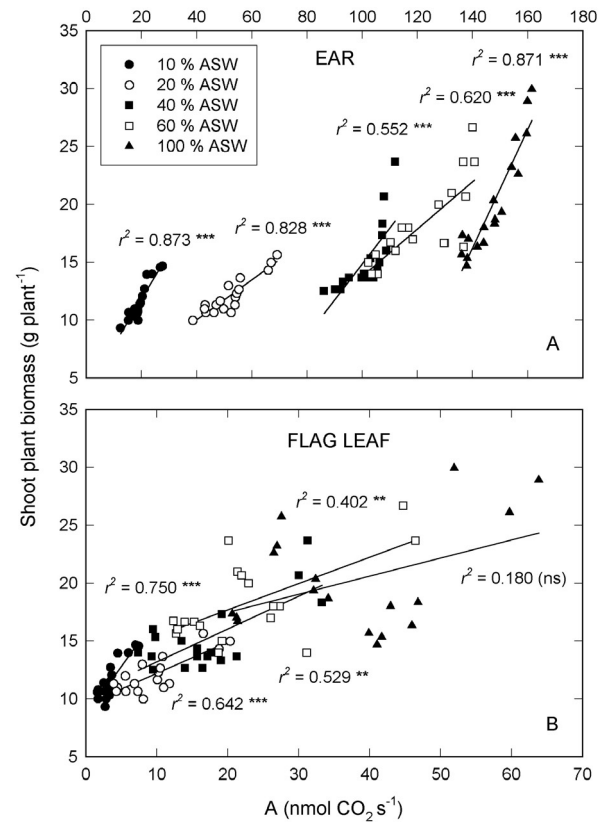 0 20 40 60 80 100 120 140 160 180
35
30
25
20
15
10
5
10 % ASW
20 % ASW
40 % ASW
60 % ASW
100 % ASW
EAR
r² = 0.871 ***
r² = 0.620 ***
r² = 0.552 ***
r² = 0.873 ***
r² = 0.828 ***
A
Shoot plant biomass (g plant⁻¹)
35
30
25
20
15
10
5
FLAG LEAF
r² = 0.402 **
r² = 0.750 ***
r² = 0.180 (ns)
r² = 0.529 **
r² = 0.642 ***
B
0 10 20 30 40 50 60 70
A (nmol CO₂ s⁻¹)